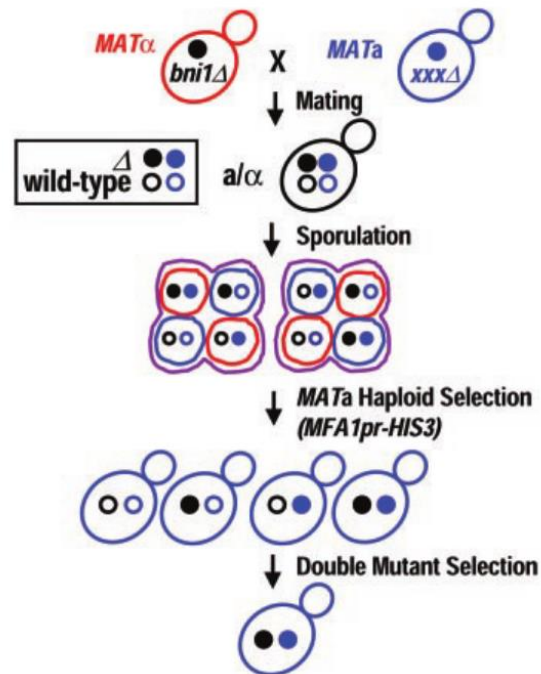 MATα
bni1Δ
X
MATa
xxxΔ
Mating
Δ
wild-type
a/α
Sporulation
MATa Haploid Selection
(MFA1pr-HIS3)
Double Mutant Selection